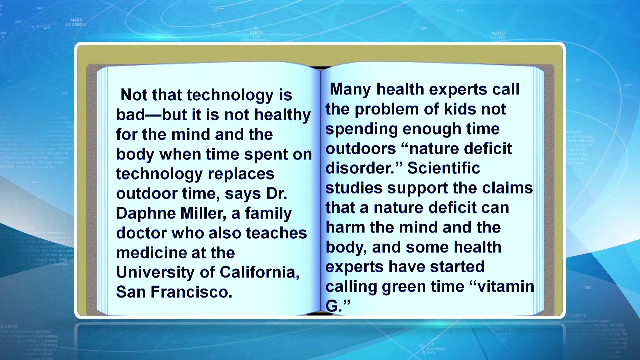 Not that technology is
bad—but it is not healthy
for the mind and the
body when time spent on
technology replaces
outdoor time, says Dr.
Daphne Miller, a family
doctor who also teaches
medicine at the
University of California,
San Francisco.
Many health experts call
the problem of kids not
spending enough time
outdoors “nature deficit
disorder.” Scientific
studies support the claims
that a nature deficit can
harm the mind and the
body, and some health
experts have started
calling green time “vitamin
G.”